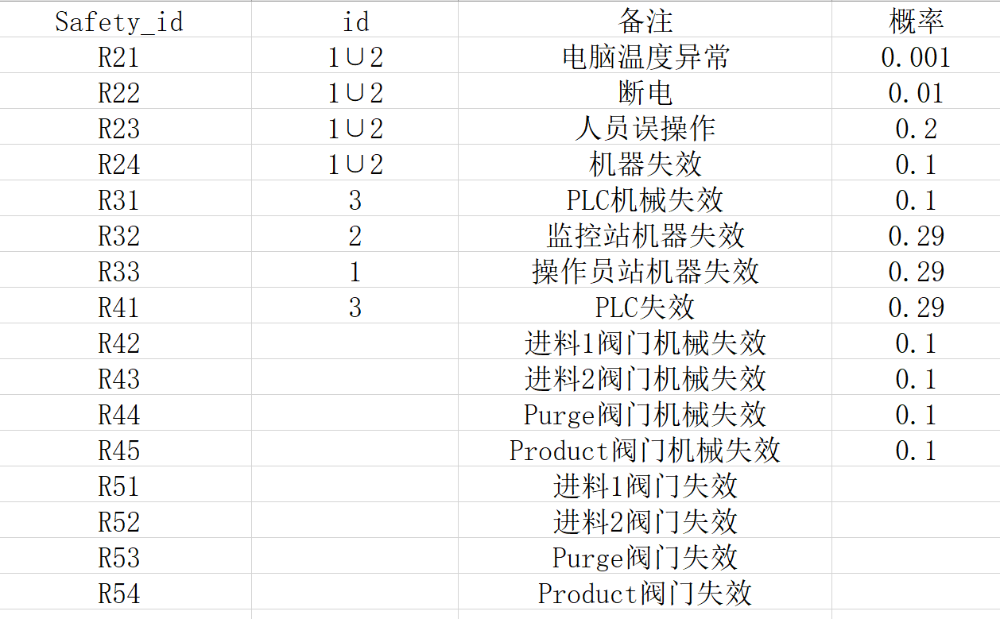 Safety_id id 备注 概率
R21 1∪2 电脑温度异常 0.001
R22 1∪2 断电 0.01
R23 1∪2 人员误操作 0.2
R24 1∪2 机器失效 0.1
R31 3 PLC机械失效 0.1
R32 2 监控站机器失效 0.29
R33 1 操作员站机器失效 0.29
R41 3 PLC失效 0.29
R42 进料1阀门机械失效 0.1
R43 进料2阀门机械失效 0.1
R44 Purge阀门机械失效 0.1
R45 Product阀门机械失效 0.1
R51 进料1阀门失效
R52 进料2阀门失效
R53 Purge阀门失效
R54 Product阀门失效